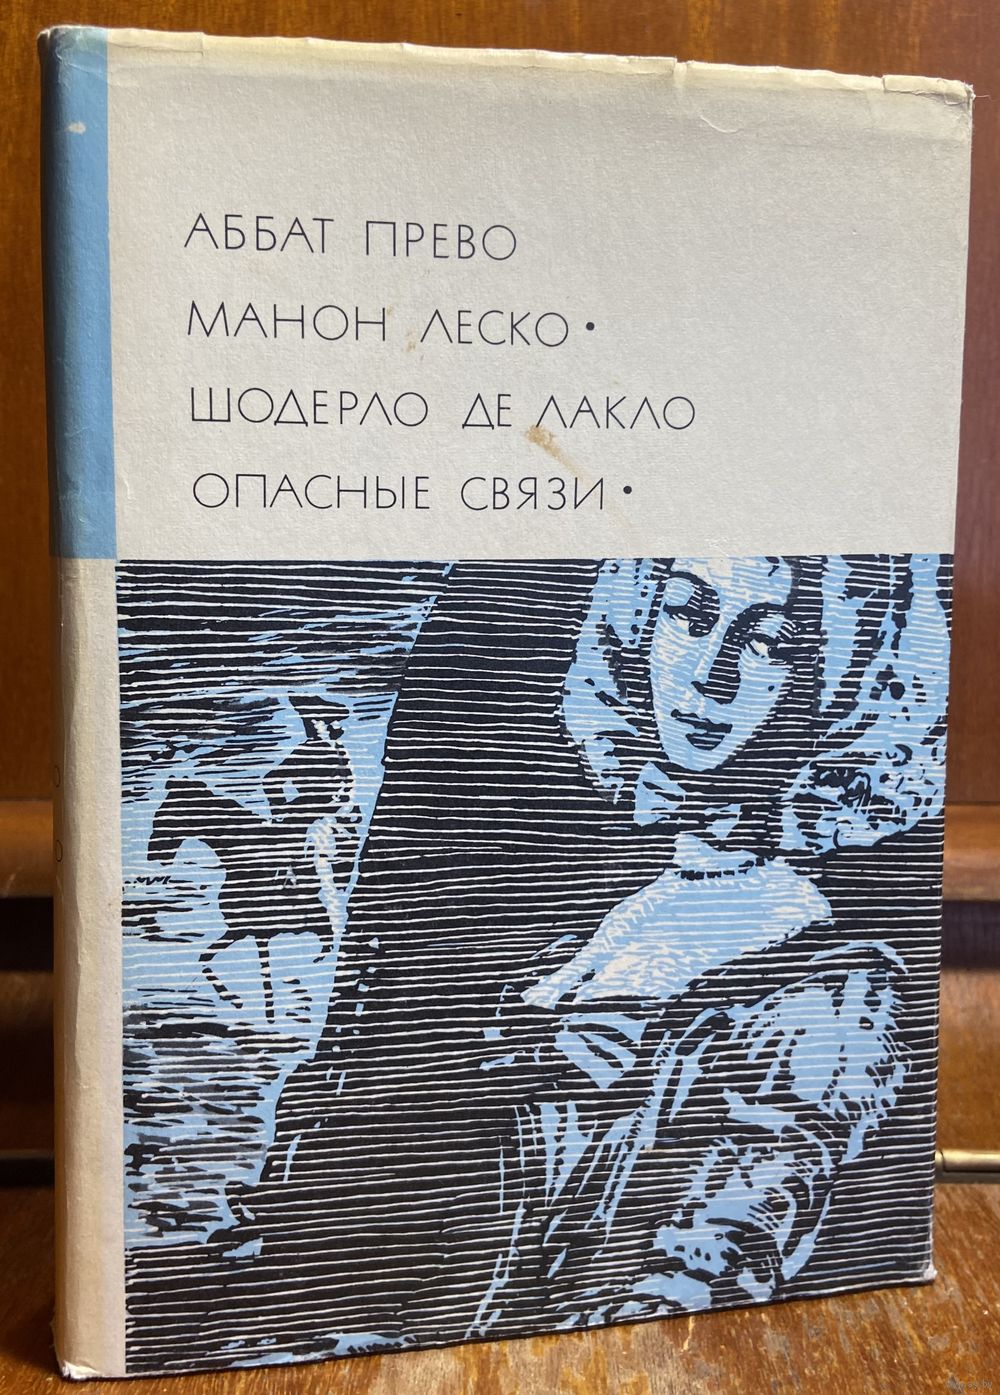 АББАТ ПРЕВО
МАНОН ЛЕСКО •
ШОДЕРЛО ДЕ ЛАКЛО
ОПАСНЫЕ СВЯЗИ •